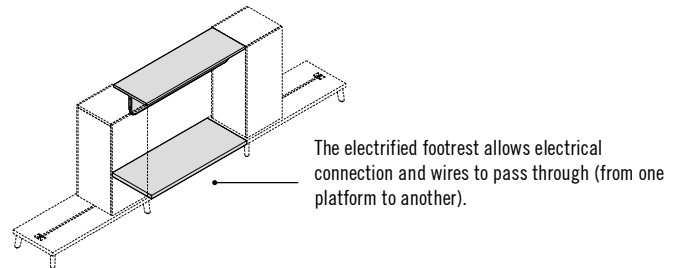 The electrified footrest allows electrical
connection and wires to pass through (from one
platform to another).